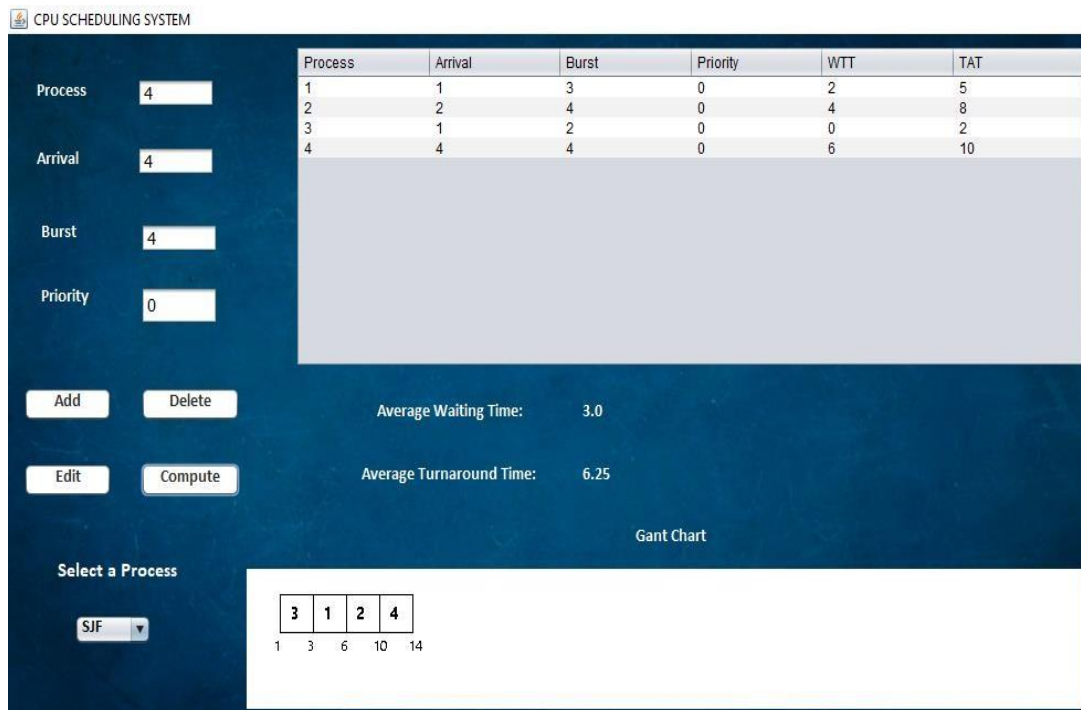 CPU SCHEDULING SYSTEM
Process 4
Arrival 4
Burst 4
Priority 0
Process Arrival Burst Priority WTT TAT
1 1 3 0 2 5
2 2 4 0 4 8
3 1 2 0 0 2
4 4 4 0 6 10
Add Delete
Edit Compute
Average Waiting Time: 3.0
Average Turnaround Time: 6.25
Gant Chart
Select a Process
SJF
3 1 2 4
1 3 6 10 14